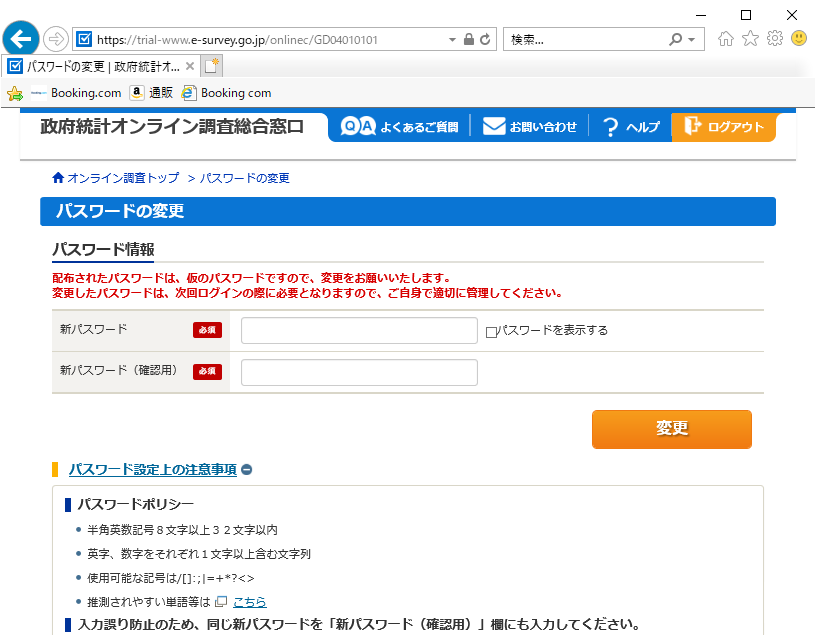 https://trial-www.e-survey.go.jp/onlinec/GD04010101
検索...
パスワードの変更 | 政府統計オ...
Booking.com
通販
Booking com
政府統計オンライン調査総合窓口
QA よくあるご質問
お問い合わせ
? ヘルプ
ログアウト
オンライン調査トップ > パスワードの変更
パスワードの変更
パスワード情報
配布されたパスワードは、仮のパスワードですので、変更をお願いいたします。
変更したパスワードは、次回ログインの際に必要となりますので、ご自身で適切に管理してください。
新パスワード 必須
パスワードを表示する
新パスワード（確認用） 必須
変更
パスワード設定上の注意事項
パスワードポリシー
半角英数記号８文字以上３２文字以内
英字、数字をそれぞれ１文字以上含む文字列
使用可能な記号は/[]:;|=+*?<>
推測されやすい単語等は こちら
入力誤り防止のため、同じ新パスワードを「新パスワード（確認用）」欄にも入力してください。